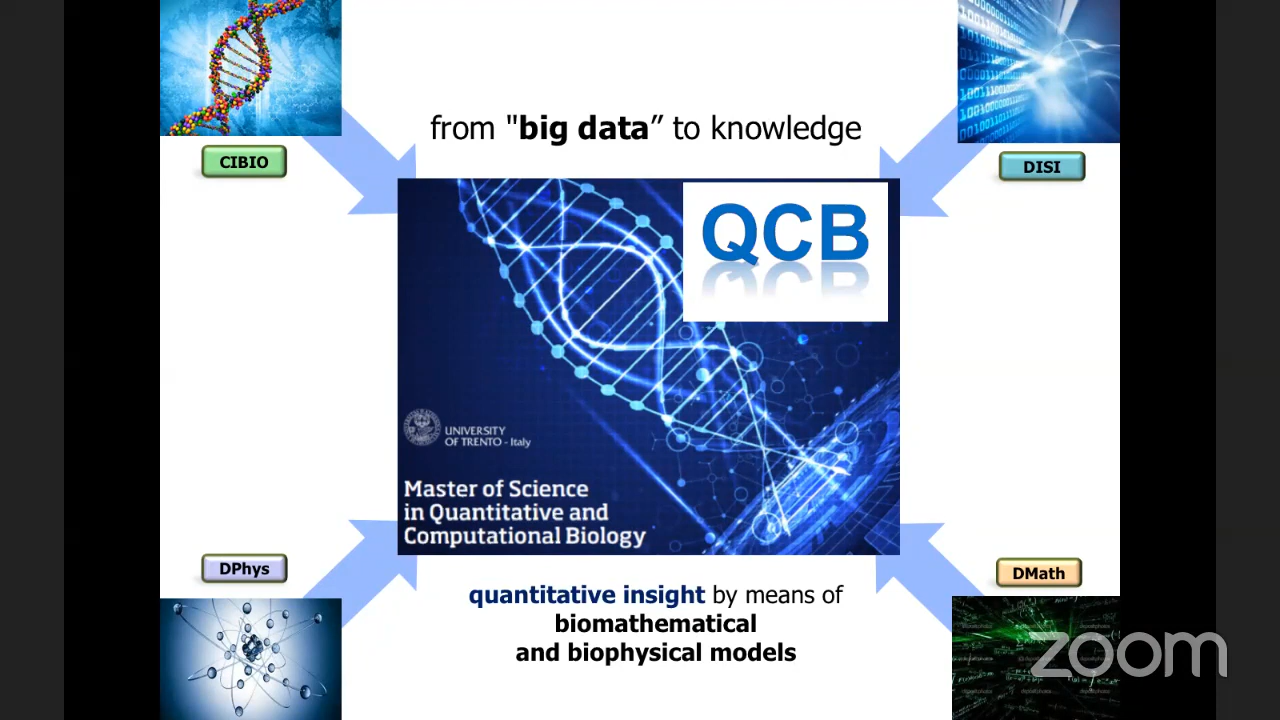 from "big data” to knowledge
CIBIO
DISI
QCB
UNIVERSITY
OF TRENTO - Italy
Master of Science
in Quantitative and
Computational Biology
DPhys
DMath
quantitative insight by means of
biomathematical
and biophysical models
zoom